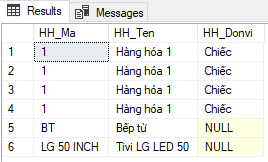 Results Messages
HH_Ma HH_Ten HH_Donvi
1 1 Hàng hóa 1 Chiếc
2 1 Hàng hóa 1 Chiếc
3 1 Hàng hóa 1 Chiếc
4 1 Hàng hóa 1 Chiếc
5 BT Bếp từ NULL
6 LG 50 INCH Tivi LG LED 50 NULL